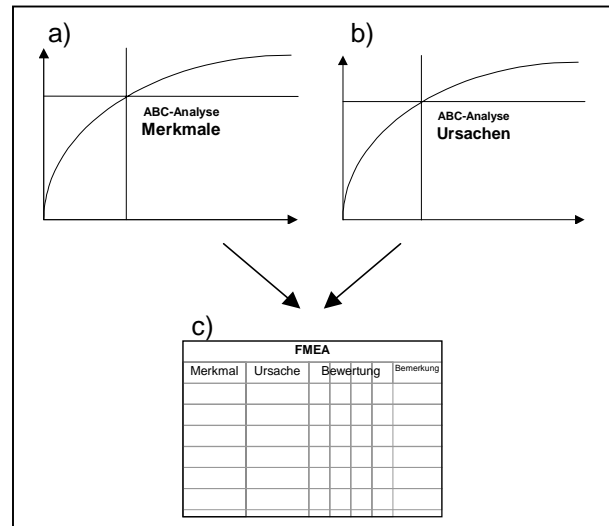 a)
ABC-Analyse
Merkmale
b)
ABC-Analyse
Ursachen
c)
FMEA
Merkmal Ursache Bewertung Bemerkung